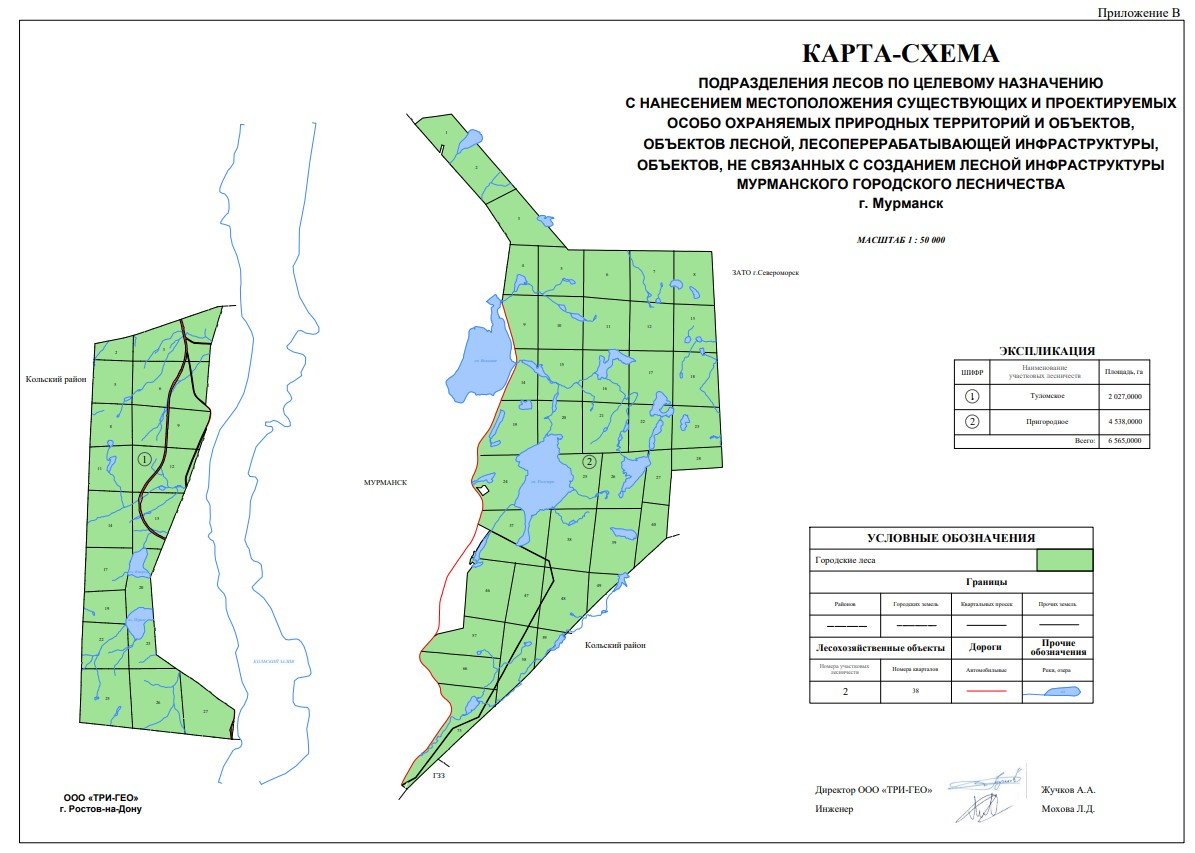 Приложение В
КАРТА-СХЕМА
ПОДРАЗДЕЛЕНИЯ ЛЕСОВ ПО ЦЕЛЕВОМУ НАЗНАЧЕНИЮ
С НАНЕСЕНИЕМ МЕСТОПОЛОЖЕНИЯ СУЩЕСТВУЮЩИХ И ПРОЕКТИРУЕМЫХ
ОСОБО ОХРАНЯЕМЫХ ПРИРОДНЫХ ТЕРРИТОРИЙ И ОБЪЕКТОВ,
ОБЪЕКТОВ ЛЕСНОЙ, ЛЕСОПЕРЕРАБАТЫВАЮЩЕЙ ИНФРАСТРУКТУРЫ,
ОБЪЕКТОВ, НЕ СВЯЗАННЫХ С СОЗДАНИЕМ ЛЕСНОЙ ИНФРАСТРУКТУРЫ
МУРМАНСКОГО ГОРОДСКОГО ЛЕСНИЧЕСТВА
г. Мурманск
МАСШТАБ 1 : 50 000
ЗАТО г.Североморск
Кольский район
МУРМАНСК
1
2
КОЛЬСКИЙ ЗАЛИВ
Кольский район
ГЗЗ
ЭКСПЛИКАЦИЯ
ШИФР Наименование участковых лесничеств Площадь, га
1 Туломское 2 027,0000
2 Пригородное 4 538,0000
Всего: 6 565,0000
УСЛОВНЫЕ ОБОЗНАЧЕНИЯ
Городские леса
Границы
Районов Городских земель Квартальных просек Прочих земель
Лесохозяйственные объекты Дороги Прочие обозначения
Номера участковых лесничеств Номера кварталов Автомобильные Реки, озера
2 38
ООО «ТРИ-ГЕО»
г. Ростов-на-Дону
Директор ООО «ТРИ-ГЕО» Жучков А.А.
Инженер Мохова Л.Д.